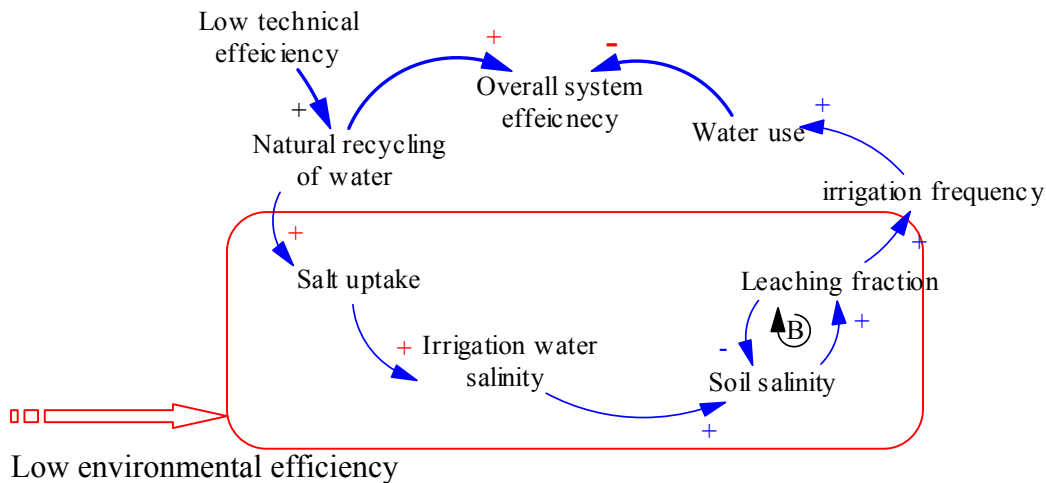 Low technical
effeiciency
+
-
Overall system
effeicnecy
+
+
Natural recycling
of water
Water use
irrigation frequency
+
+
Salt uptake
Leaching fraction
B
+
+
Irrigation water
salinity
-
Soil salinity
+
Low environmental efficiency